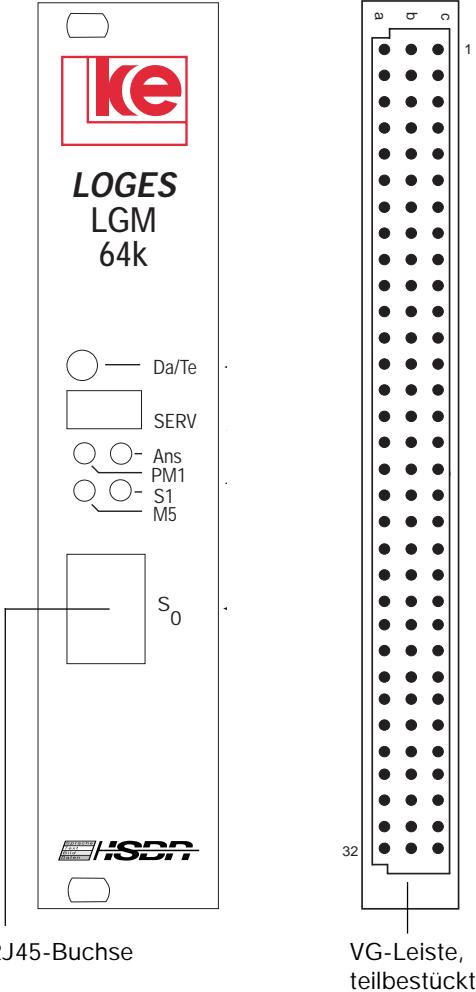 ke
LOGES
LGM
64k
Da/Te
SERV
Ans
PM1
S1
M5
S0
ISDN
RJ45-Buchse
a b c
1
32
VG-Leiste,
teilbestückt